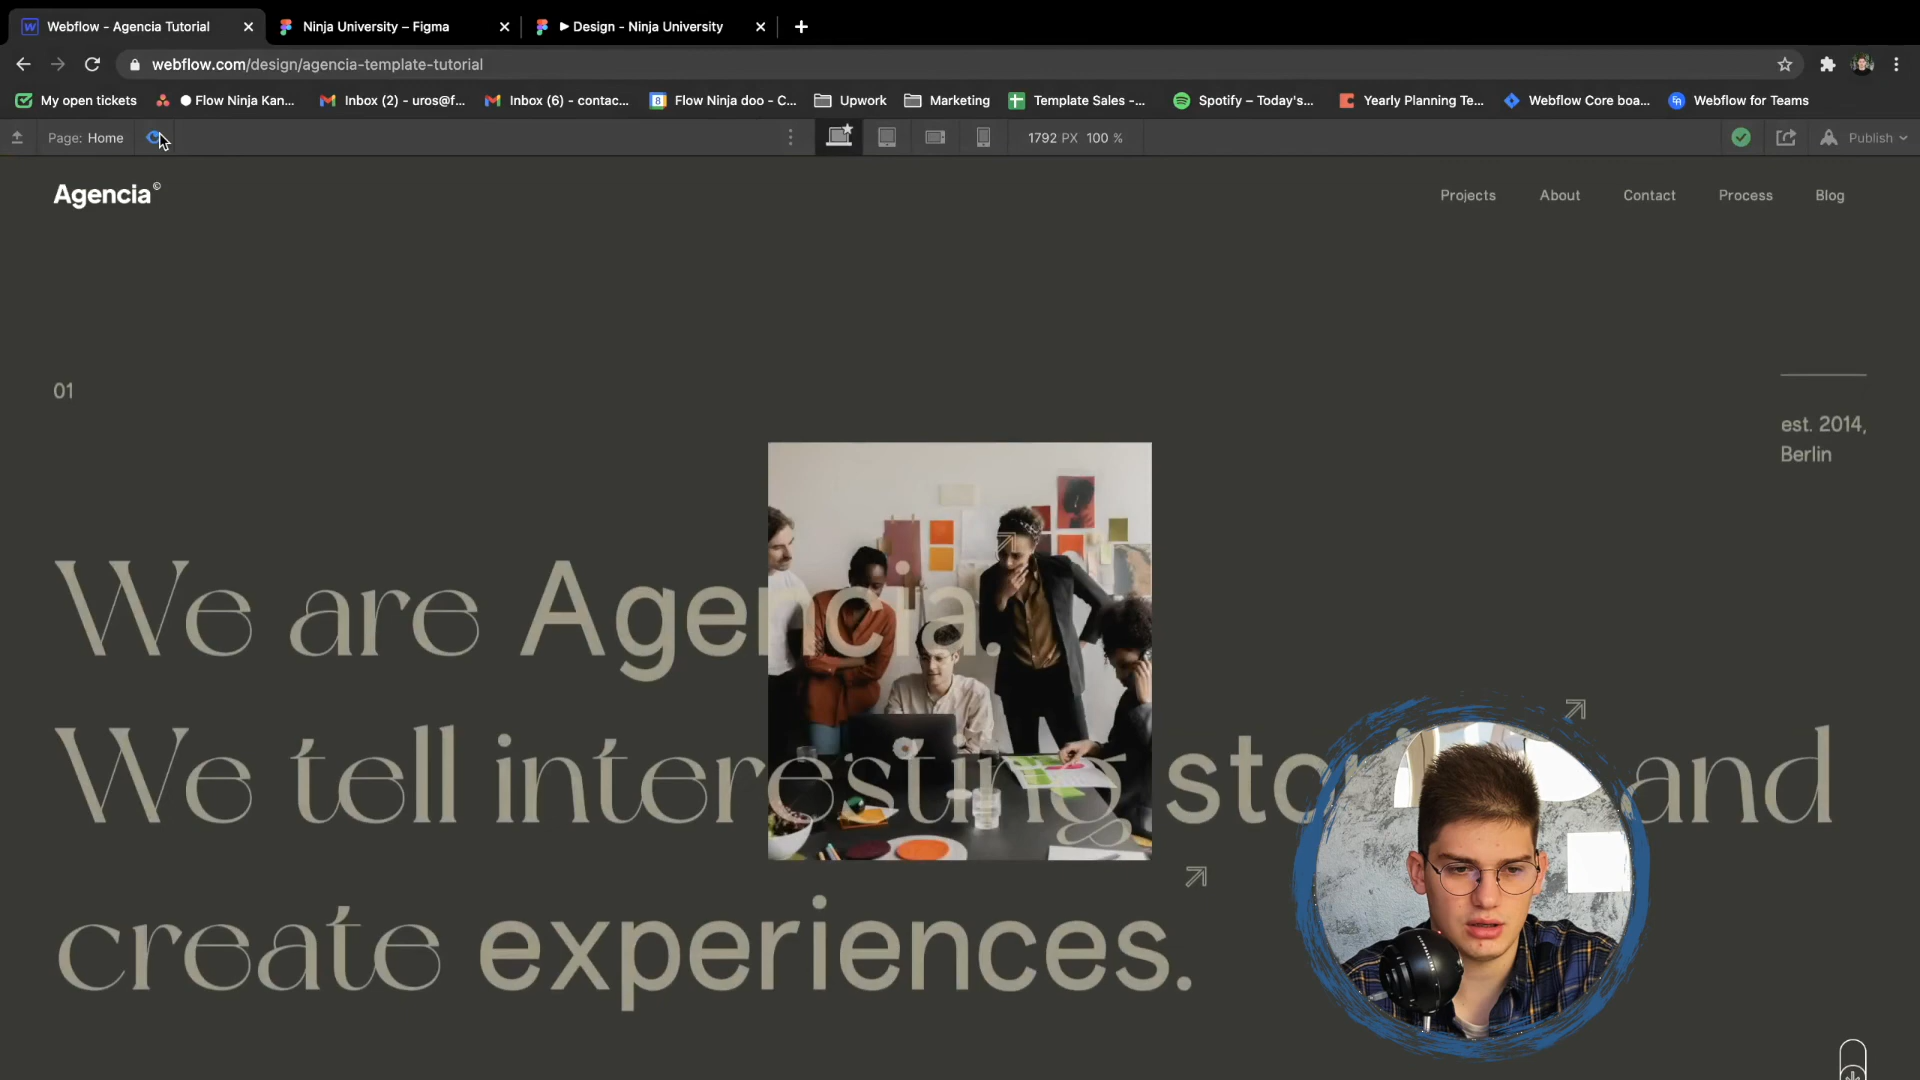 Webflow - Agencia Tutorial
Ninja University – Figma
Design - Ninja University
webflow.com/design/agencia-template-tutorial
My open tickets
Flow Ninja Kan...
Inbox (2) - uros@f...
Inbox (6) - contac...
Flow Ninja doo - C...
Upwork
Marketing
Template Sales -...
Spotify – Today's...
Yearly Planning Te...
Webflow Core boa...
Webflow for Teams
Page: Home
1792 PX 100 %
Publish
Agencia©
Projects
About
Contact
Process
Blog
01
est. 2014,
Berlin
We are Agencia.
We tell interesting and
create experiences.